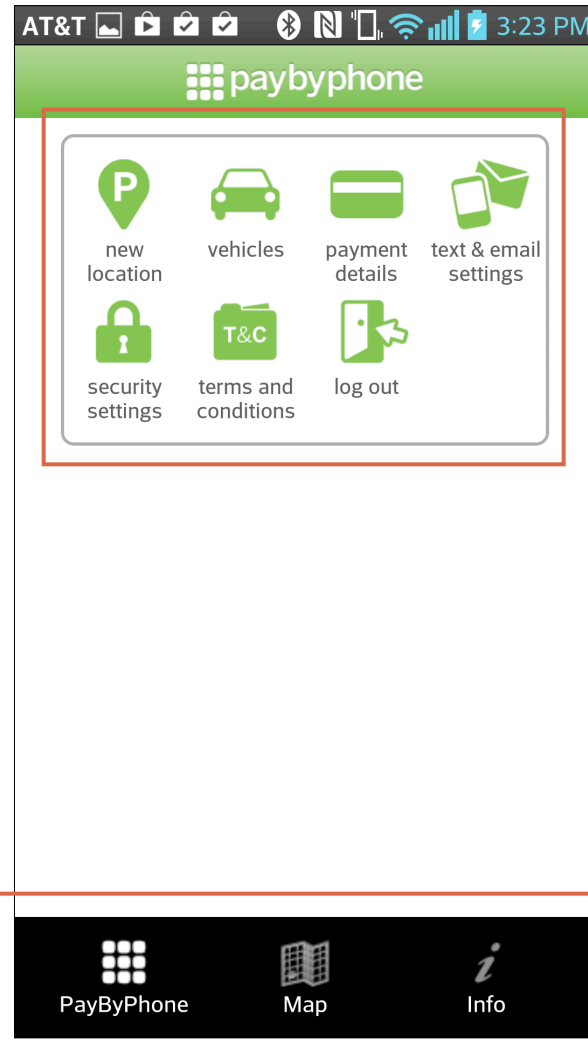 AT&T 3:23 PM
paybyphone
P
new
location
vehicles
payment
details
text & email
settings
security
settings
T&C
terms and
conditions
log out
PayByPhone
Map
i
Info